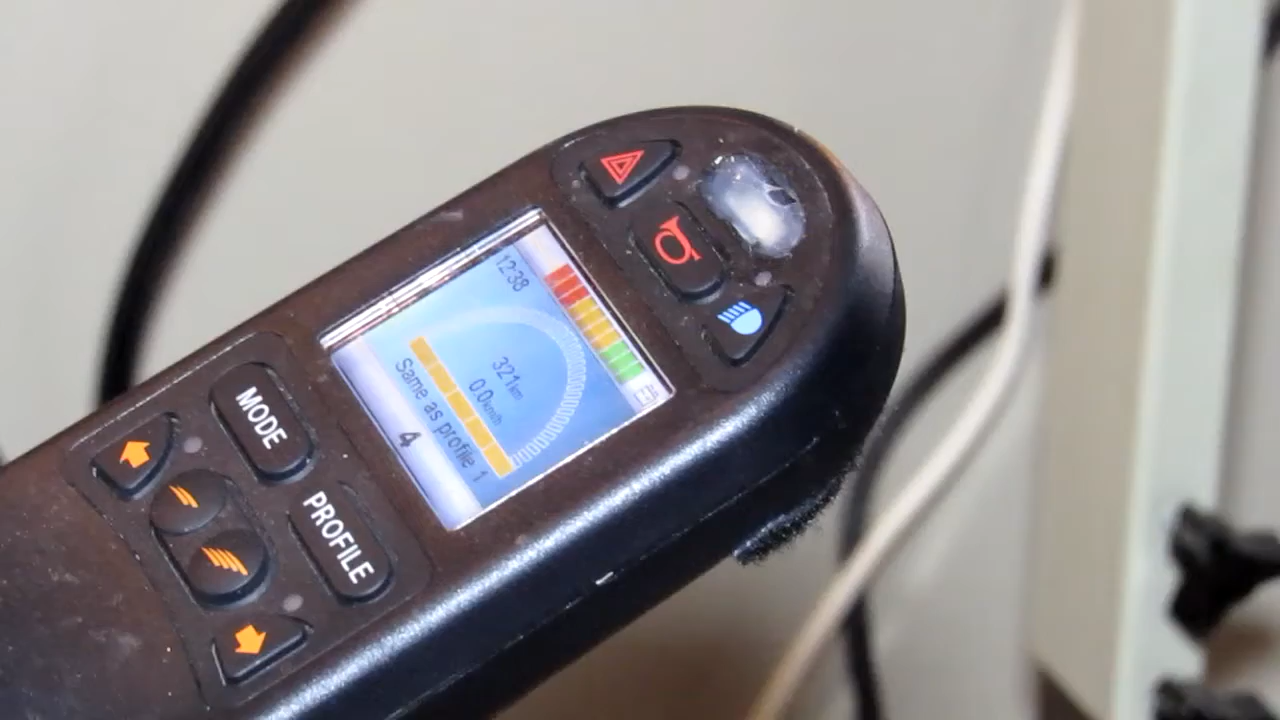 12:38
321km
0.0km/h
Same as profile 1
4
MODE
PROFILE